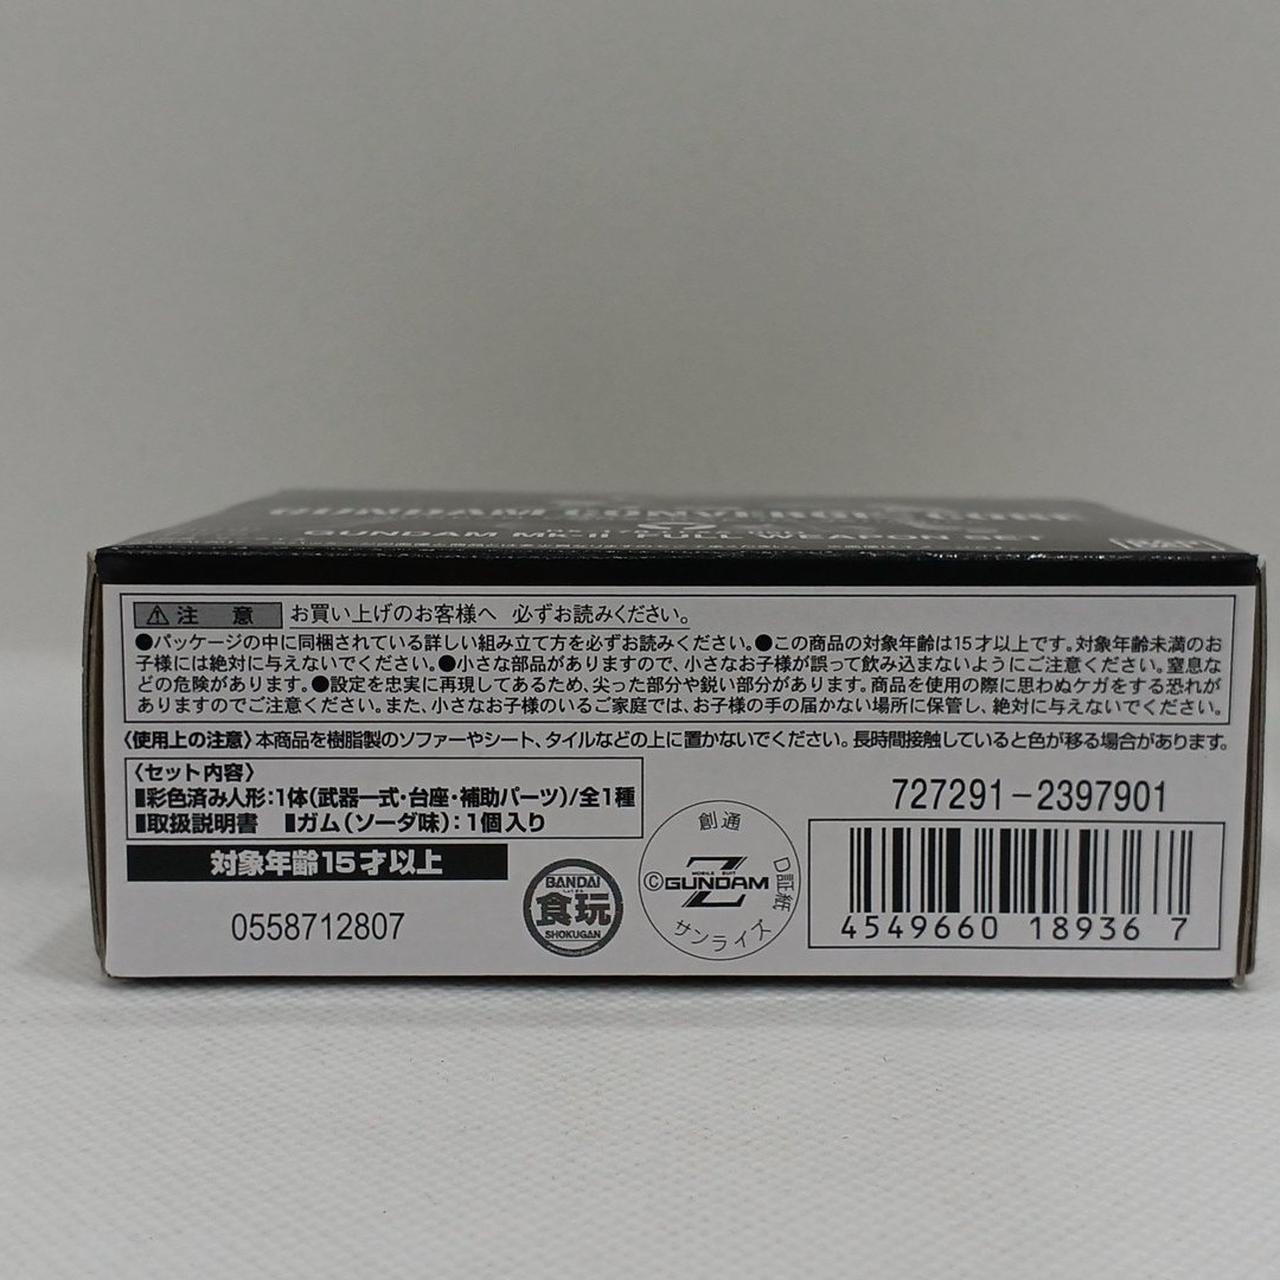 GUNDAM CONVERGE CORE
GUNDAM Mk-II FULL WEAPON SET
⚠注 意 お買い上げのお客様へ 必ずお読みください。
●パッケージの中に同梱されている詳しい組み立て方を必ずお読みください。●この商品の対象年齢は15才以上です。対象年齢未満のお
子様には絶対に与えないでください。●小さな部品がありますので、小さなお子様が誤って飲み込まないようにご注意ください。窒息な
どの危険があります。●設定を忠実に再現してあるため、尖った部分や鋭い部分があります。商品を使用の際に思わぬケガをする恐れが
ありますのでご注意ください。また、小さなお子様のいるご家庭では、お子様の手の届かない場所に保管し、絶対に与えないでください。
〈使用上の注意〉本商品を樹脂製のソファーやシート、タイルなどの上に置かないでください。長時間接触していると色が移る場合があります。
〈セット内容〉
■彩色済み人形:1体(武器一式・台座・補助パーツ)/全1種
■取扱説明書 ■ガム(ソーダ味):1個入り
対象年齢15才以上
0558712807
BANDAI
食玩
SHOKUGAN
創通
MOBILE SUIT
©Z GUNDAM
サンライズ
D証紙
727291-2397901
4549660 18936 7